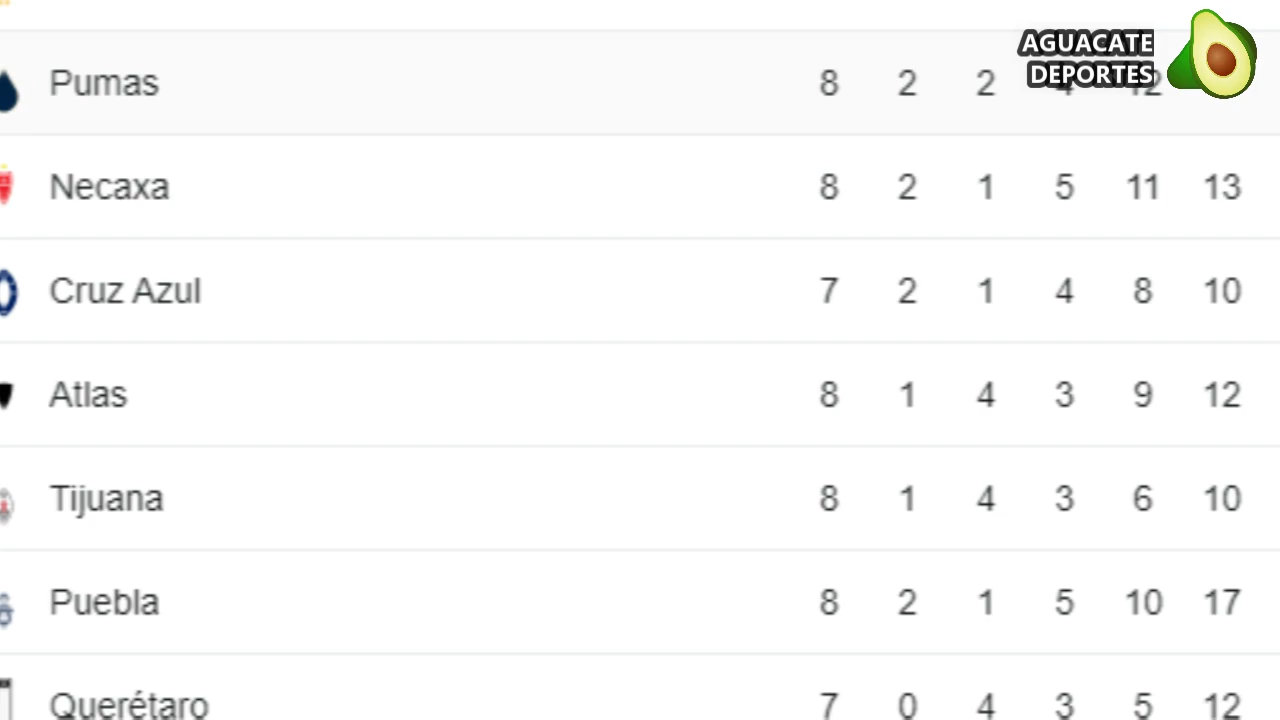 AGUACATE
DEPORTES
Pumas 8 2 2 4 12
Necaxa 8 2 1 5 11 13
Cruz Azul 7 2 1 4 8 10
Atlas 8 1 4 3 9 12
Tijuana 8 1 4 3 6 10
Puebla 8 2 1 5 10 17
Querétaro 7 0 4 3 5 12